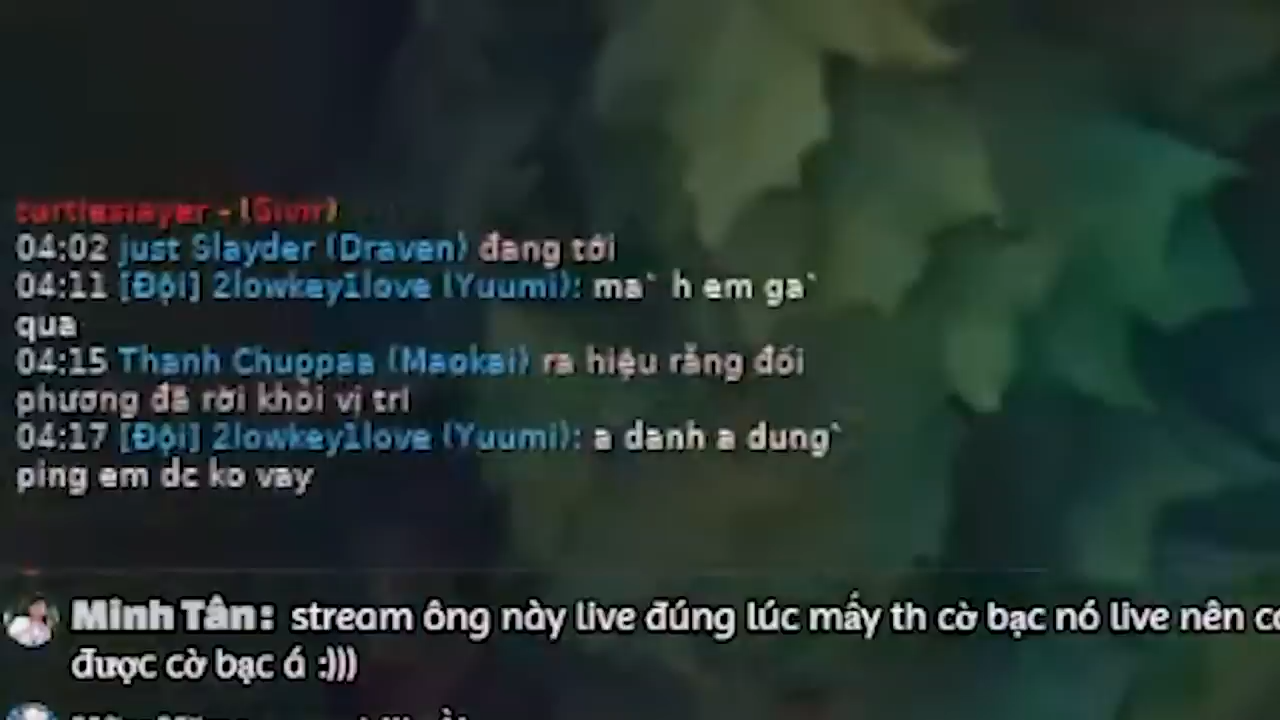 turtleslayer - (Sivir)
04:02 just Slayder (Draven) đang tới
04:11 [Đội] 2lowkey1love (Yuumi): ma` h em ga`
qua
04:15 Thanh Chuppaa (Maokai) ra hiệu rằng đối
phương đã rời khỏi vị trí
04:17 [Đội] 2lowkey1love (Yuumi): a danh a dung`
ping em dc ko vay
Minh Tân: stream ông này live đúng lúc mấy th cờ bạc nó live nên
được cờ bạc á :)))